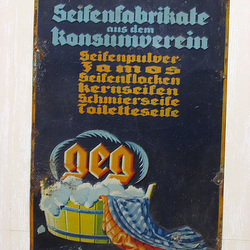 Seifenfabrikate
aus dem
Konsumverein
Seifenpulver
Famos
Seifenflocken
Kernseifen
Schmierseife
Toiletteseife
geg